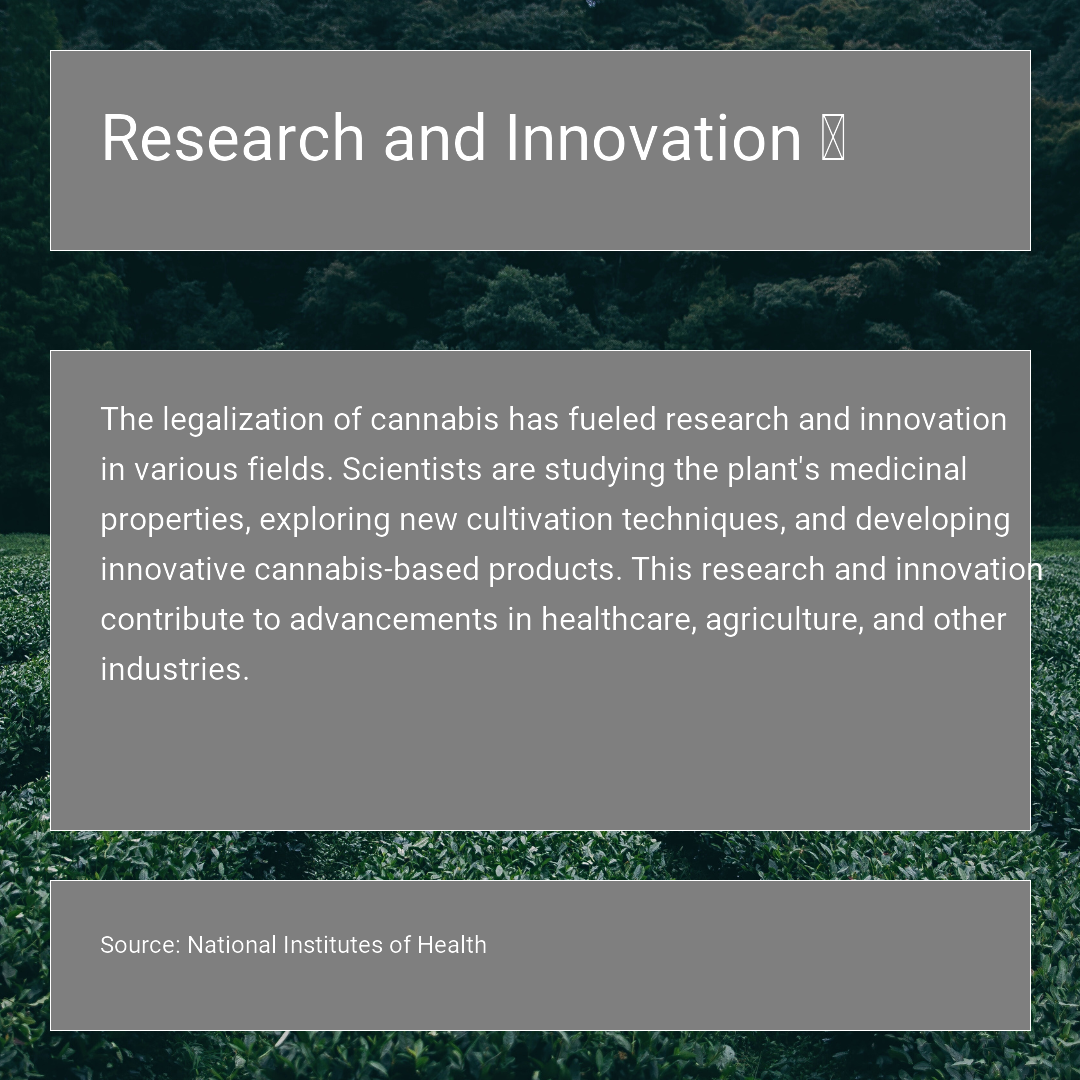 Research and Innovation
The legalization of cannabis has fueled research and innovation
in various fields. Scientists are studying the plant's medicinal
properties, exploring new cultivation techniques, and developing
innovative cannabis-based products. This research and innovation
contribute to advancements in healthcare, agriculture, and other
industries.
Source: National Institutes of Health